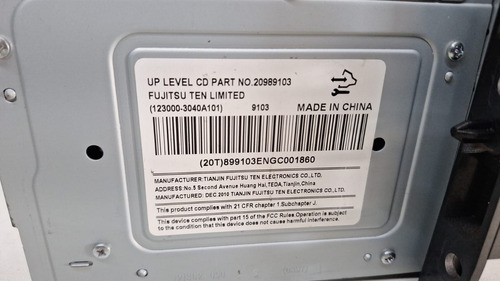 UP LEVEL CD PART NO.20989103
FUJITSU TEN LIMITED
(123000-3040A101) 9103 MADE IN CHINA
(20T)899103ENGC001860
MANUFACTURER:TIANJIN FUJITSU TEN ELECTRONICS CO., LTD.
ADDRESS: No.5 Second Avenue Huang Hai,TEDA,Tianjin,China
MANUFACTURED: DEC 2010 TIANJIN FUJITSU TEN ELECTRONICS CO., LTD.
This product complies with 21 CFR chapter 1.Subchapter J.
This device complies with part 15 of the FCC Rules.Operation is subject
to the condition that this device does not cause harmful interference.